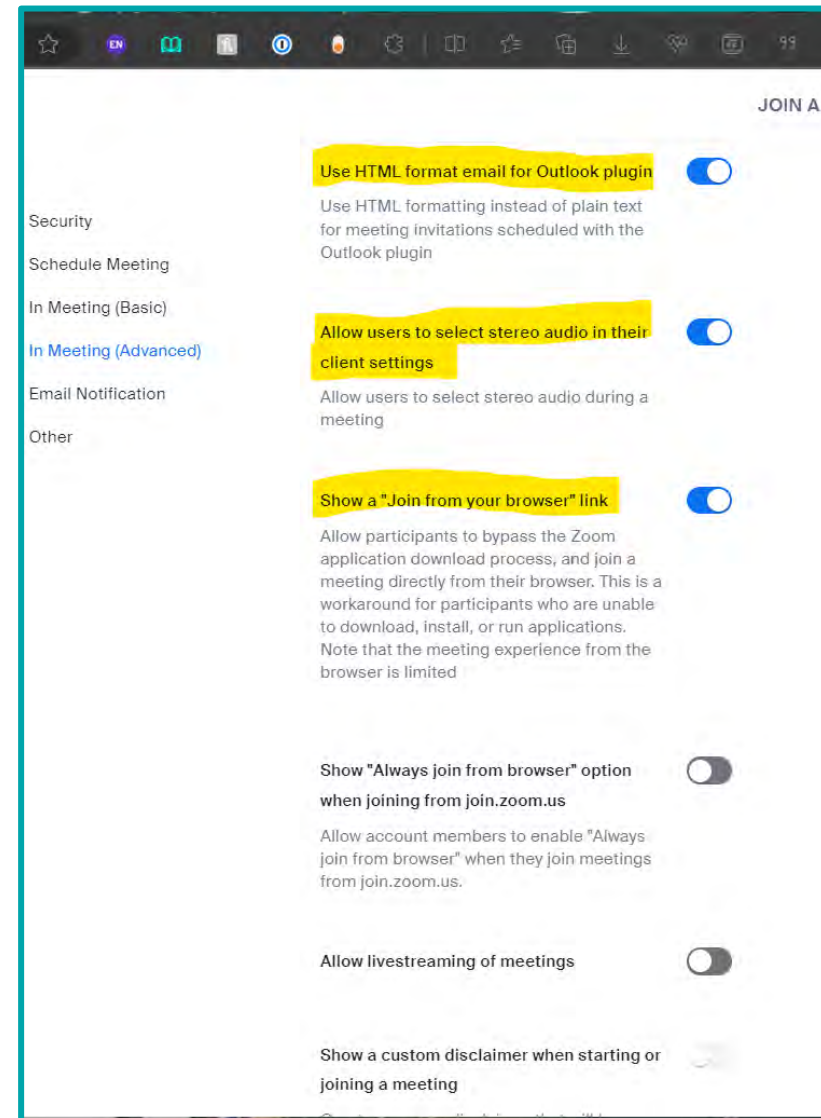 EN
99
JOIN A
Security
Schedule Meeting
In Meeting (Basic)
In Meeting (Advanced)
Email Notification
Other
Use HTML format email for Outlook plugin
Use HTML formatting instead of plain text
for meeting invitations scheduled with the
Outlook plugin
Allow users to select stereo audio in their
client settings
Allow users to select stereo audio during a
meeting
Show a "Join from your browser" link
Allow participants to bypass the Zoom
application download process, and join a
meeting directly from their browser. This is a
workaround for participants who are unable
to download, install, or run applications.
Note that the meeting experience from the
browser is limited
Show "Always join from browser" option
when joining from join.zoom.us
Allow account members to enable "Always
join from browser" when they join meetings
from join.zoom.us.
Allow livestreaming of meetings
Show a custom disclaimer when starting or
joining a meeting